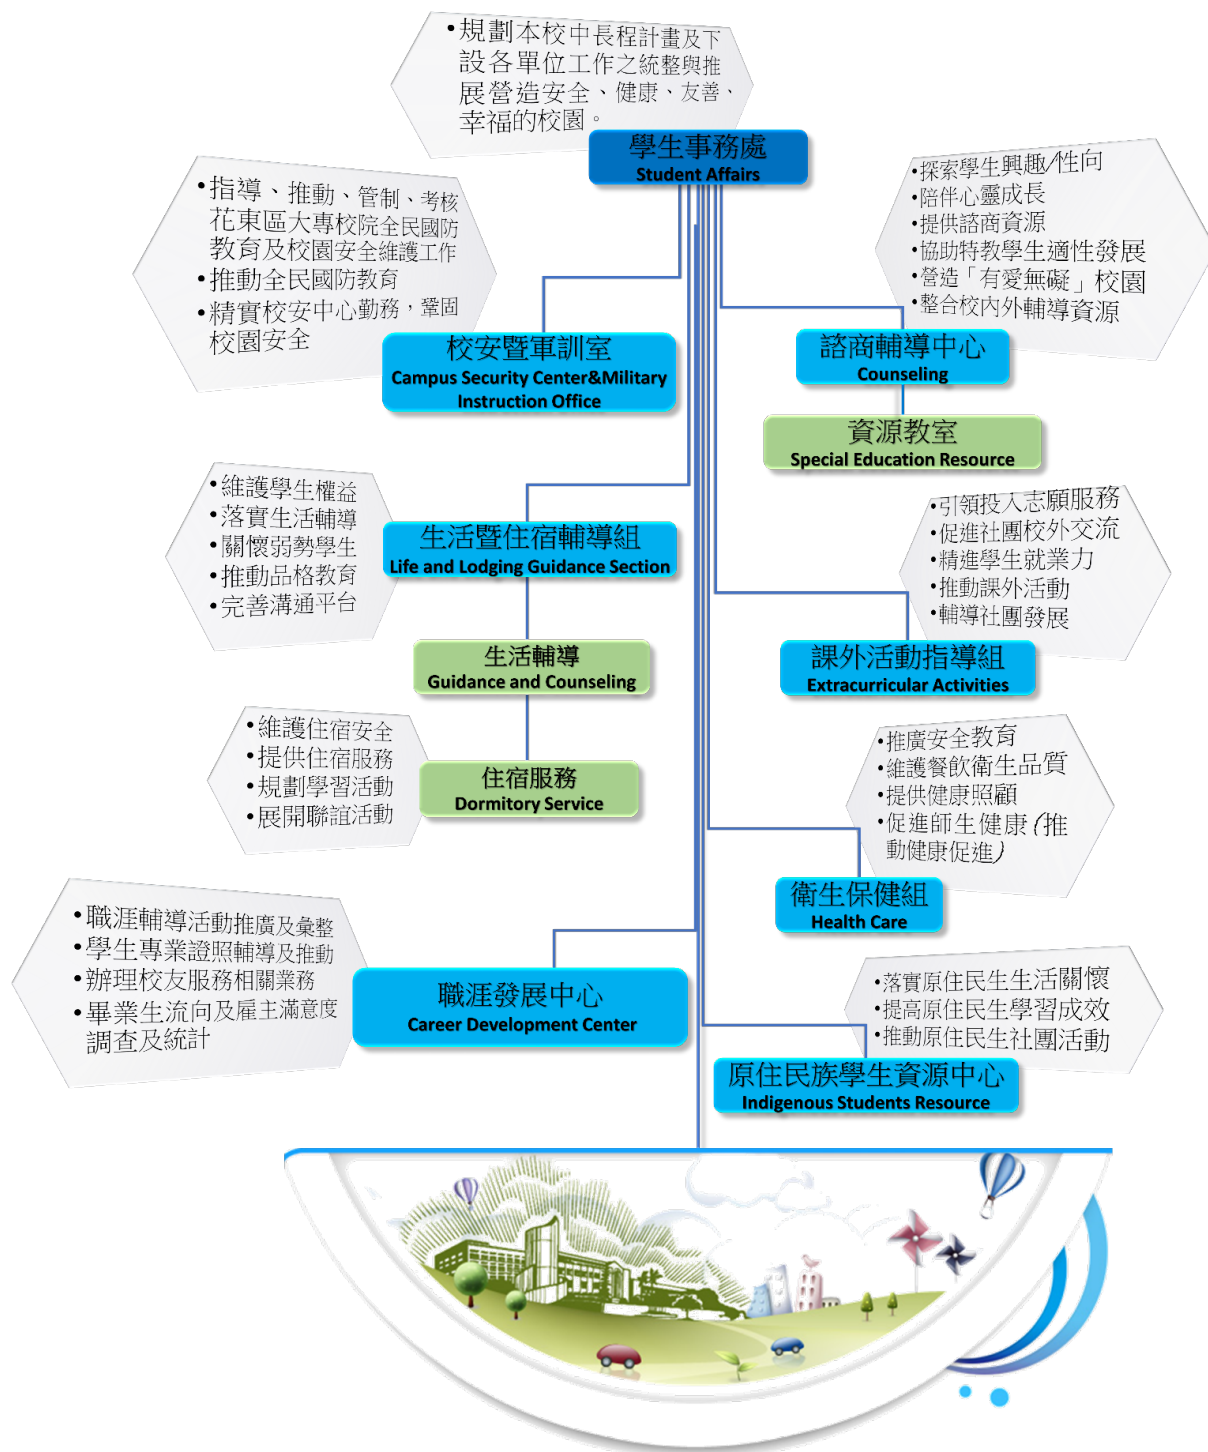 •規劃本校中長程計畫及下
設各單位工作之統整與推
展營造安全、健康、友善、
幸福的校園。
學生事務處
Student Affairs
•指導、推動、管制、考核
花東區大專校院全民國防
教育及校園安全維護工作
•推動全民國防教育
•精實校安中心勤務，鞏固
校園安全
校安暨軍訓室
Campus Security Center&Military
Instruction Office
•探索學生興趣/性向
•陪伴心靈成長
•提供諮商資源
•協助特教學生適性發展
•營造「有愛無礙」校園
•整合校內外輔導資源
諮商輔導中心
Counseling
資源教室
Special Education Resource
•維護學生權益
•落實生活輔導
•關懷弱勢學生
•推動品格教育
•完善溝通平台
生活暨住宿輔導組
Life and Lodging Guidance Section
•引領投入志願服務
•促進社團校外交流
•精進學生就業力
•推動課外活動
•輔導社團發展
課外活動指導組
Extracurricular Activities
生活輔導
Guidance and Counseling
•維護住宿安全
•提供住宿服務
•規劃學習活動
•展開聯誼活動
住宿服務
Dormitory Service
•推廣安全教育
•維護餐飲衛生品質
•提供健康照顧
•促進師生健康(推
動健康促進)
衛生保健組
Health Care
•職涯輔導活動推廣及彙整
•學生專業證照輔導及推動
•辦理校友服務相關業務
•畢業生流向及雇主滿意度
調查及統計
職涯發展中心
Career Development Center
•落實原住民生生活關懷
•提高原住民生學習成效
•推動原住民生社團活動
原住民族學生資源中心
Indigenous Students Resource